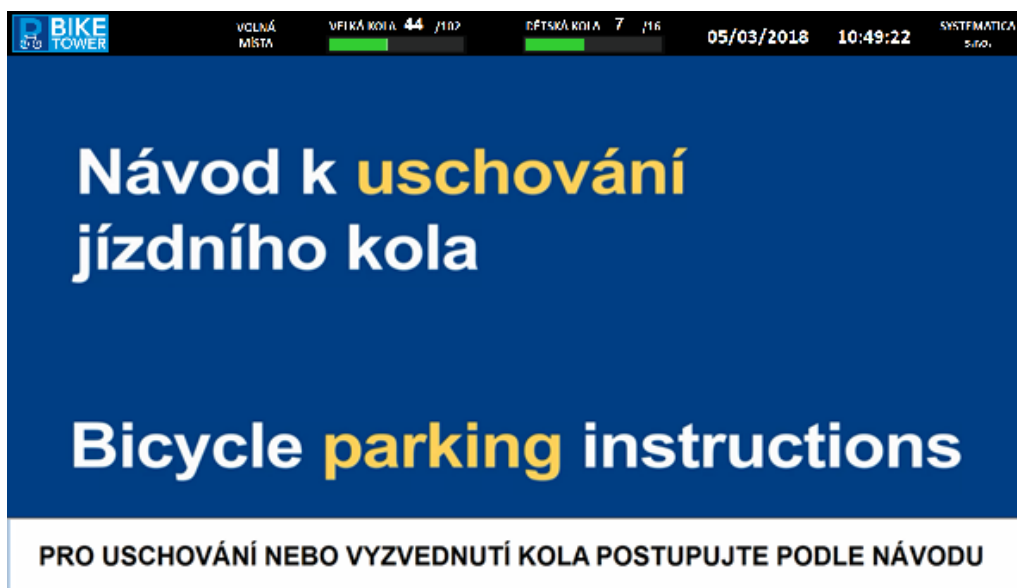 BIKE
TOWER
VOLNÁ
MÍSTA
VELKÁ KOLA 44 /102
DĚTSKÁ KOLA 7 /16
05/03/2018 10:49:22
SYSTEMATICA
s.r.o.
Návod k uschování
jízdního kola
Bicycle parking instructions
PRO USCHOVÁNÍ NEBO VYZVEDNUTÍ KOLA POSTUPUJTE PODLE NÁVODU